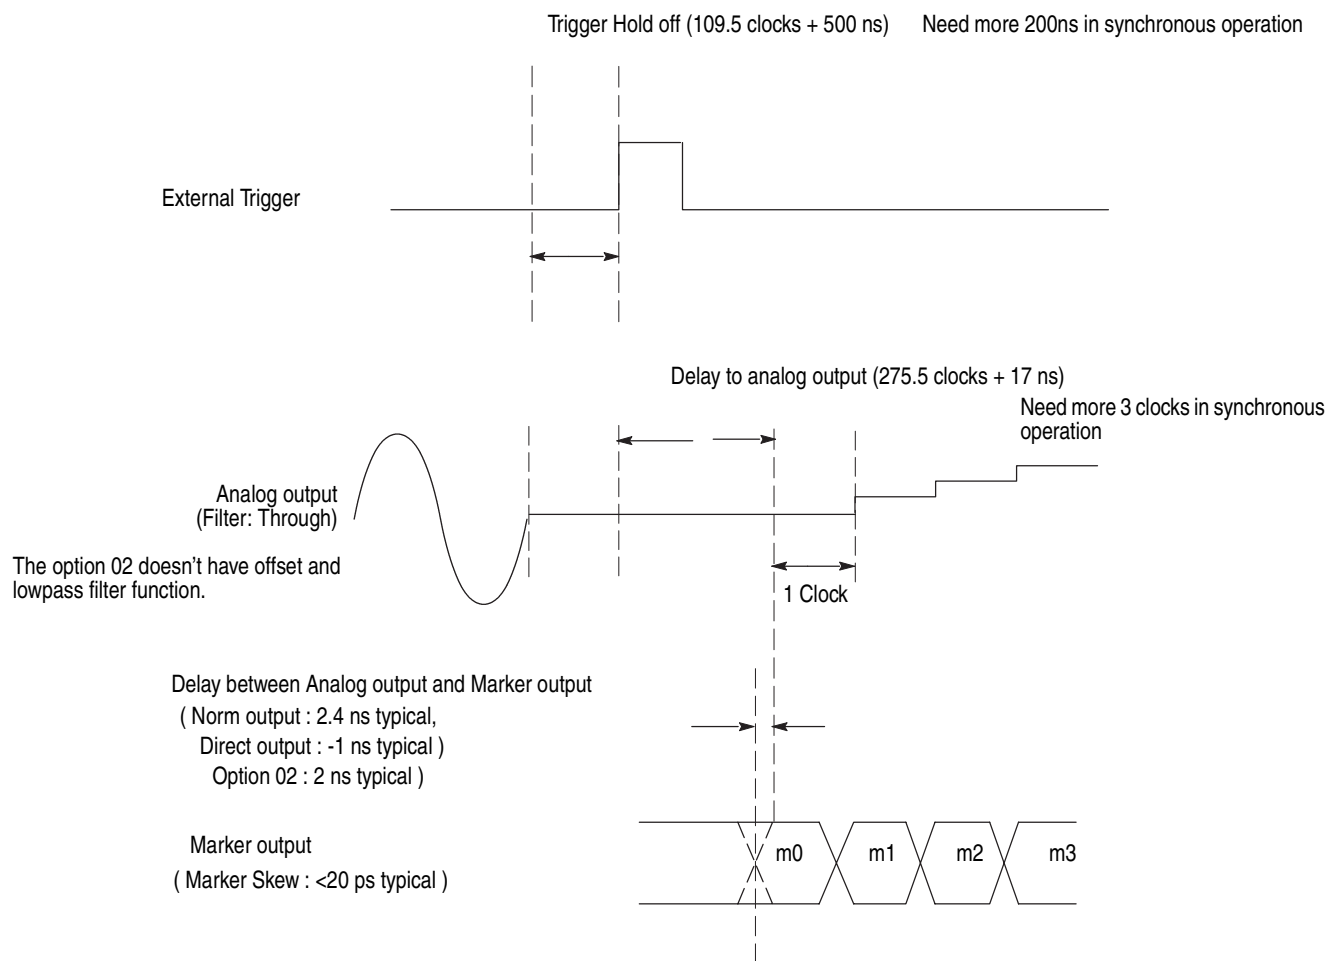 Trigger Hold off (109.5 clocks + 500 ns)
Need more 200ns in synchronous operation
External Trigger
Delay to analog output (275.5 clocks + 17 ns)
Need more 3 clocks in synchronous
operation
Analog output
(Filter: Through)
The option 02 doesn't have offset and
lowpass filter function.
1 Clock
Delay between Analog output and Marker output
( Norm output : 2.4 ns typical,
Direct output : -1 ns typical )
Option 02 : 2 ns typical )
Marker output
( Marker Skew : <20 ps typical )
m0 m1 m2 m3